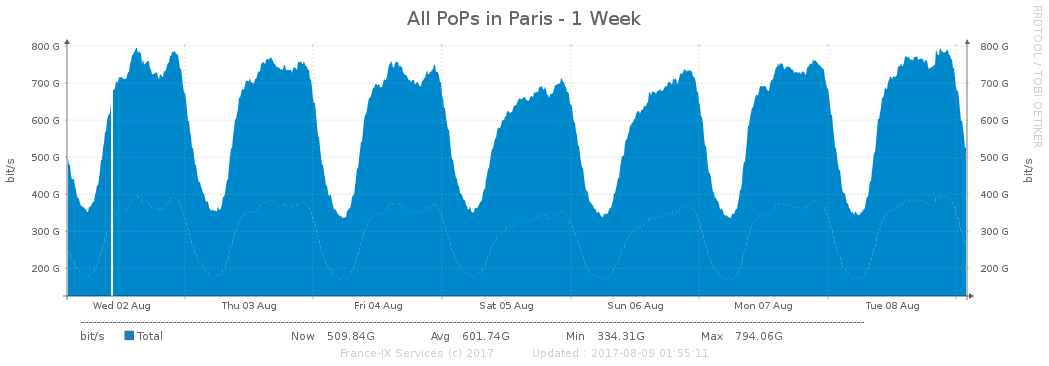 All PoPs in Paris - 1 Week
RRDTOOL / TOBI OETIKER
800 G 800 G
700 G 700 G
600 G 600 G
500 G 500 G
400 G 400 G
300 G 300 G
200 G 200 G
bit/s bit/s
Wed 02 Aug Thu 03 Aug Fri 04 Aug Sat 05 Aug Sun 06 Aug Mon 07 Aug Tue 08 Aug
bit/s Total Now 509.84G Avg 601.74G Min 334.31G Max 794.06G
France-IX Services (c) 2017 Updated : 2017-08-09 01:55:11